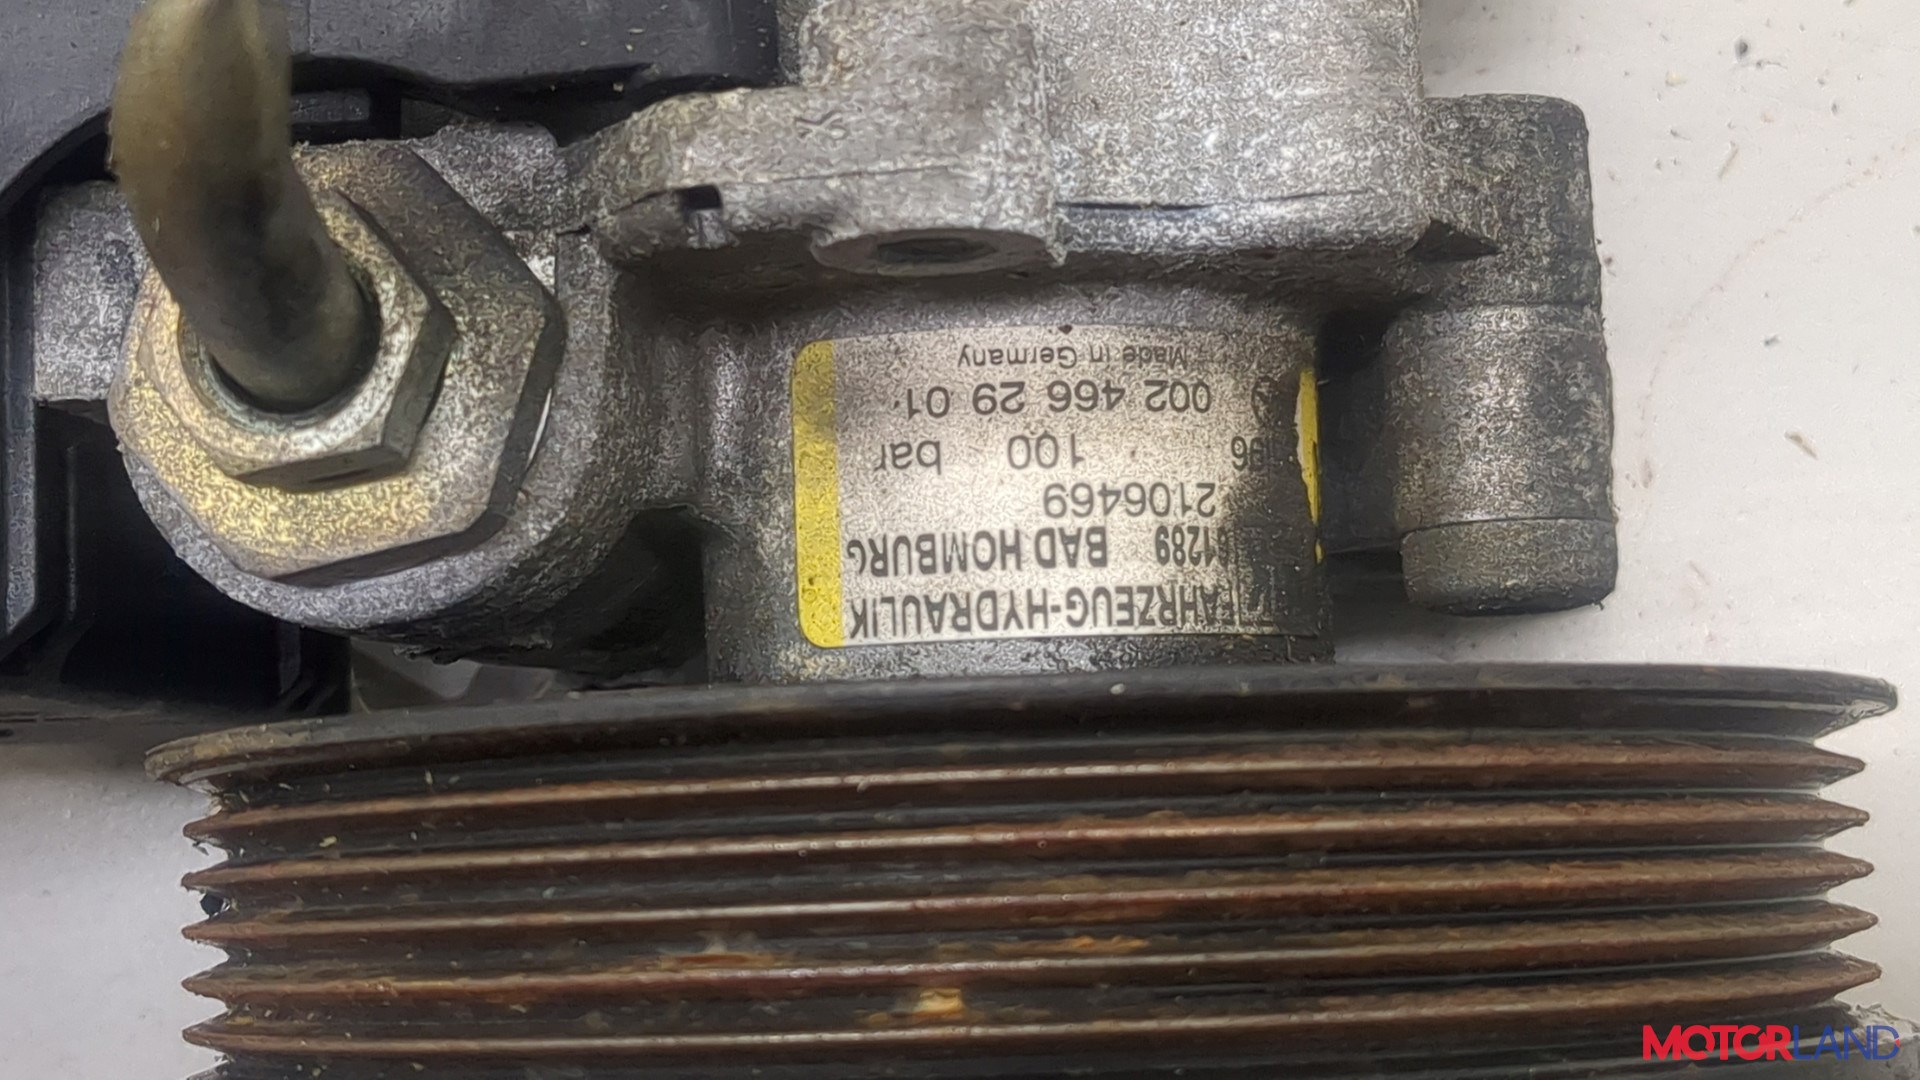 FAHRZEUG-HYDRAULIK
61289 BAD HOMBURG
2106469
100 bar
002 466 29 01
Made in Germany
MOTORLAND